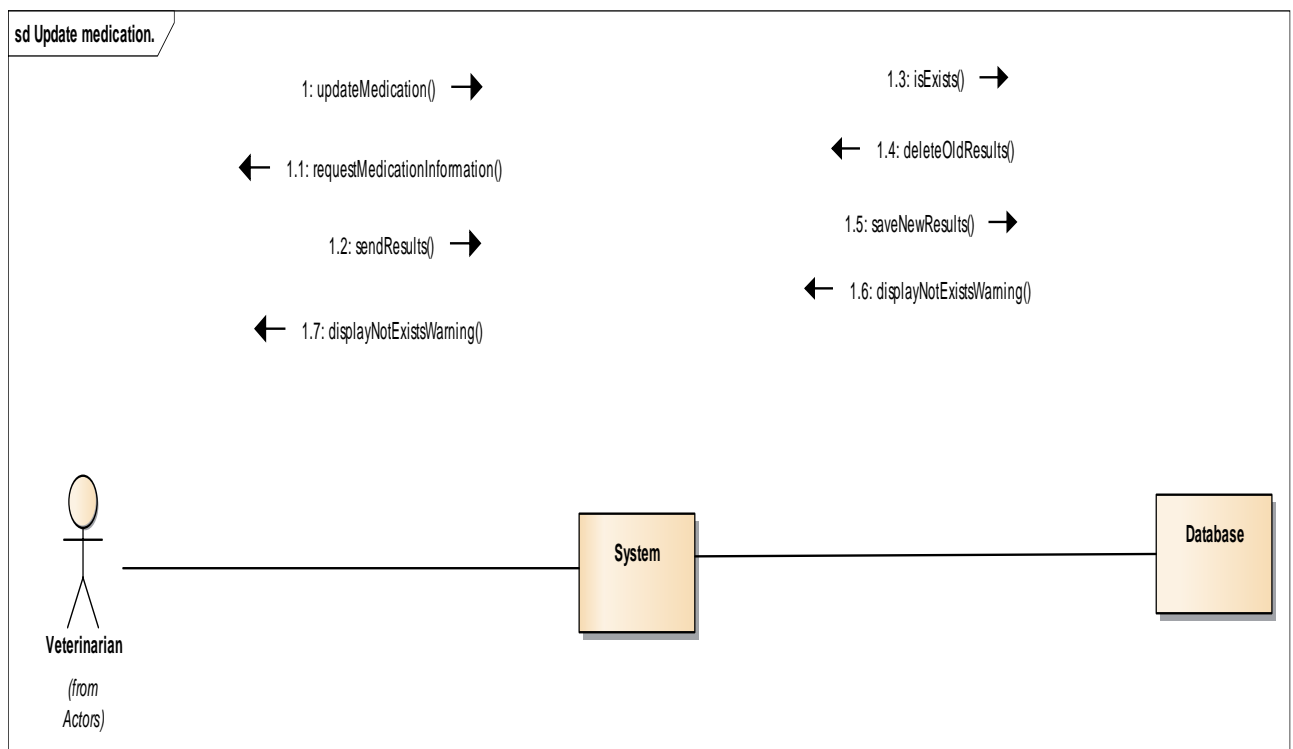 sd Update medication.
1: updateMedication()
1.1: requestMedicationInformation()
1.2: sendResults()
1.7: displayNotExistsWarning()
1.3: isExists()
1.4: deleteOldResults()
1.5: saveNewResults()
1.6: displayNotExistsWarning()
Veterinarian
(from
Actors)
System
Database